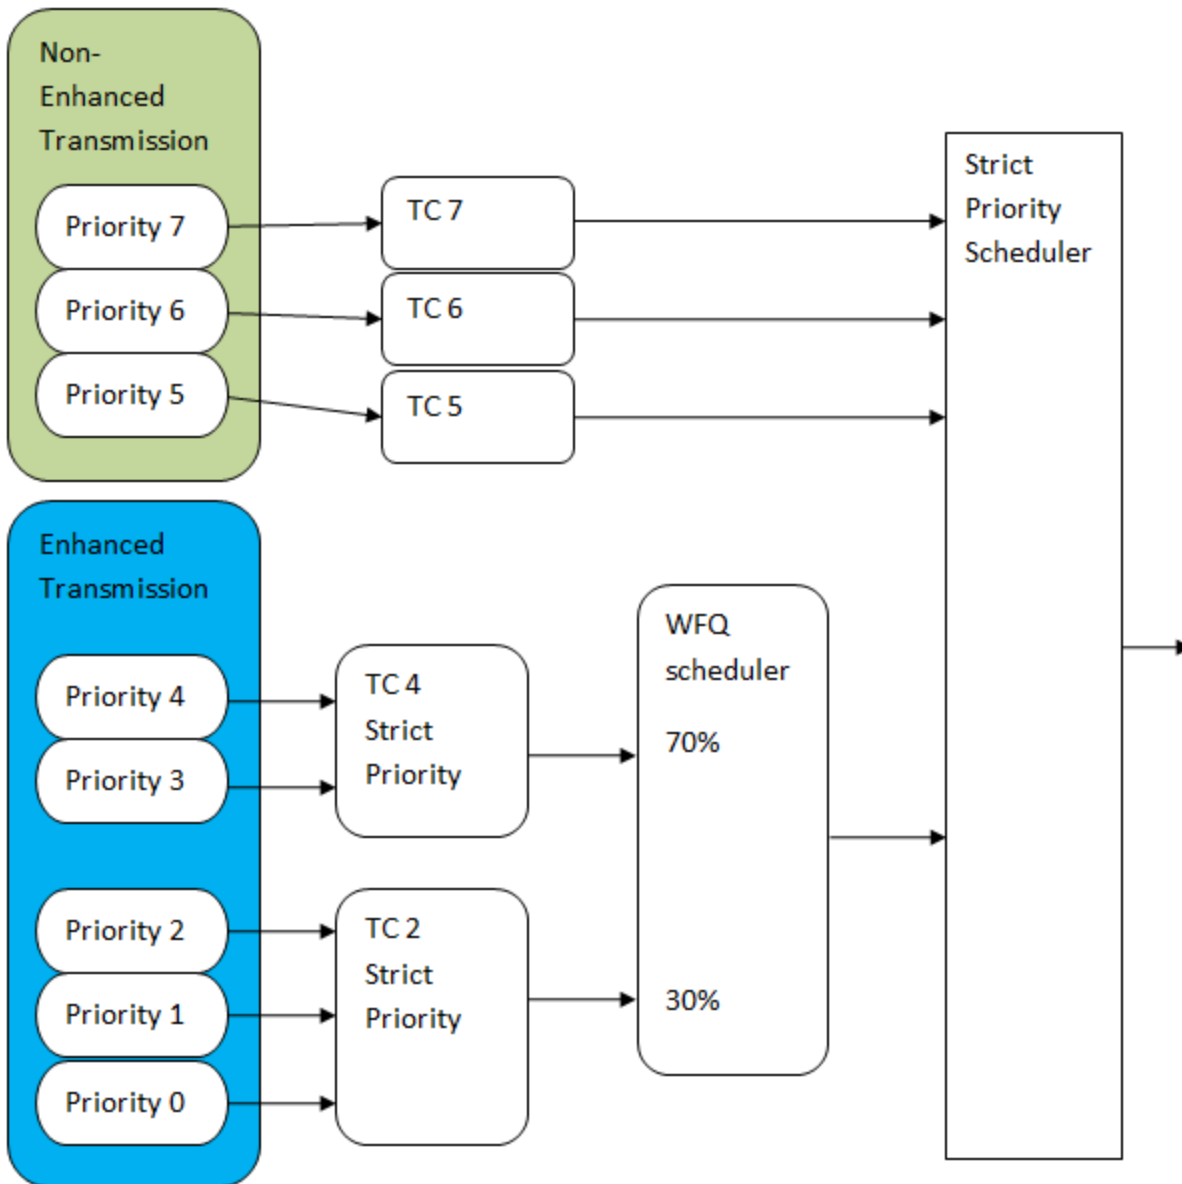 Non-
Enhanced
Transmission
Priority 7
Priority 6
Priority 5
TC 7
TC 6
TC 5
Strict
Priority
Scheduler
Enhanced
Transmission
Priority 4
Priority 3
Priority 2
Priority 1
Priority 0
TC 4
Strict
Priority
TC 2
Strict
Priority
WFQ
scheduler
70%
30%